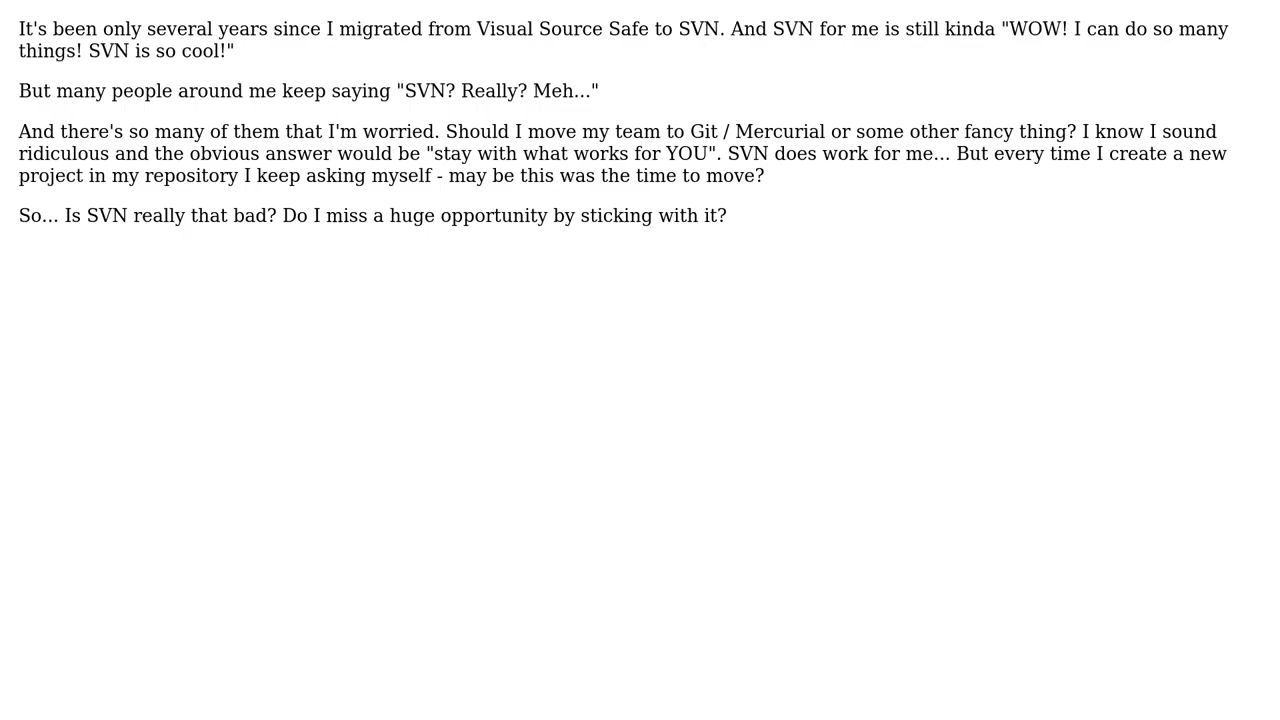 It's been only several years since I migrated from Visual Source Safe to SVN. And SVN for me is still kinda "WOW! I can do so many
things! SVN is so cool!"
But many people around me keep saying "SVN? Really? Meh..."
And there's so many of them that I'm worried. Should I move my team to Git / Mercurial or some other fancy thing? I know I sound
ridiculous and the obvious answer would be "stay with what works for YOU". SVN does work for me... But every time I create a new
project in my repository I keep asking myself - may be this was the time to move?
So... Is SVN really that bad? Do I miss a huge opportunity by sticking with it?